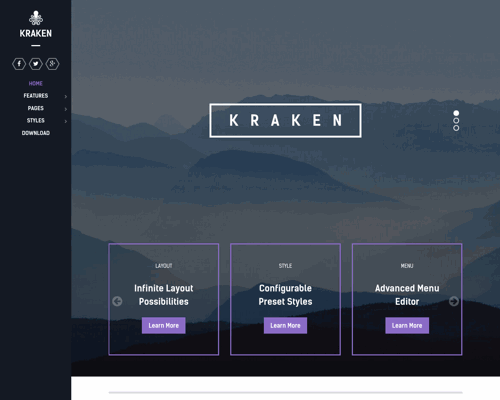 KRAKEN
HOME
FEATURES
PAGES
STYLES
DOWNLOAD
KRAKEN
LAYOUT
Infinite Layout
Possibilities
Learn More
STYLE
Configurable
Preset Styles
Learn More
MENU
Advanced Menu
Editor
Learn More